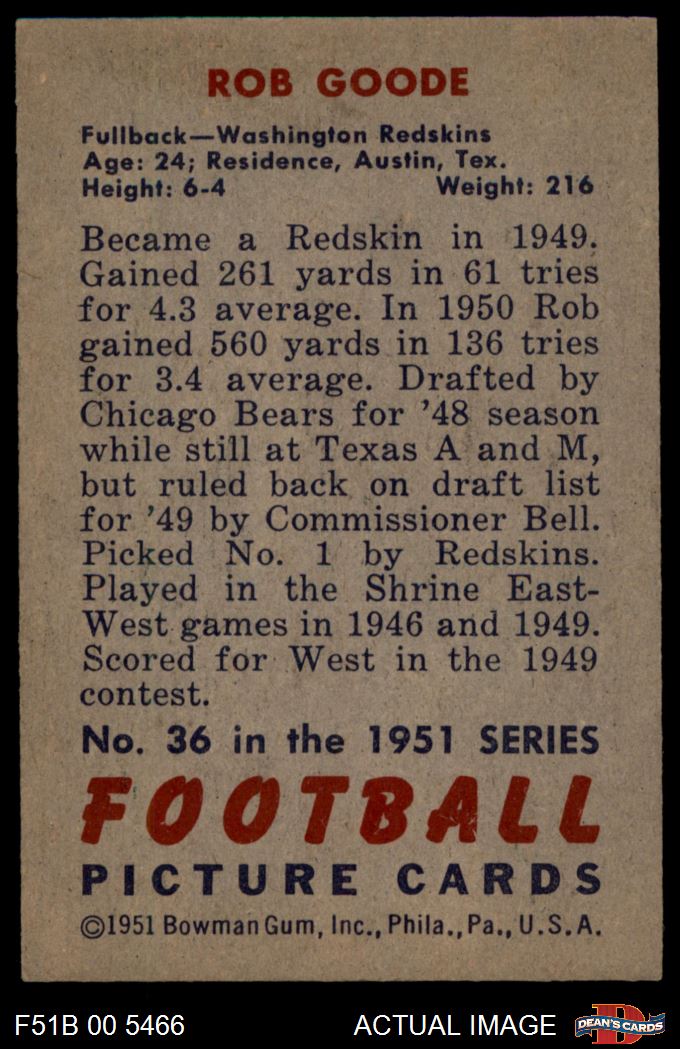 ROB GOODE
Fullback—Washington Redskins
Age: 24; Residence, Austin, Tex.
Height: 6-4 Weight: 216
Became a Redskin in 1949.
Gained 261 yards in 61 tries
for 4.3 average. In 1950 Rob
gained 560 yards in 136 tries
for 3.4 average. Drafted by
Chicago Bears for '48 season
while still at Texas A and M,
but ruled back on draft list
for '49 by Commissioner Bell.
Picked No. 1 by Redskins.
Played in the Shrine East-
West games in 1946 and 1949.
Scored for West in the 1949
contest.
No. 36 in the 1951 SERIES
FOOTBALL
PICTURE CARDS
©1951 Bowman Gum, Inc., Phila., Pa., U.S.A.
F51B 00 5466 ACTUAL IMAGE D DEAN'S CARDS